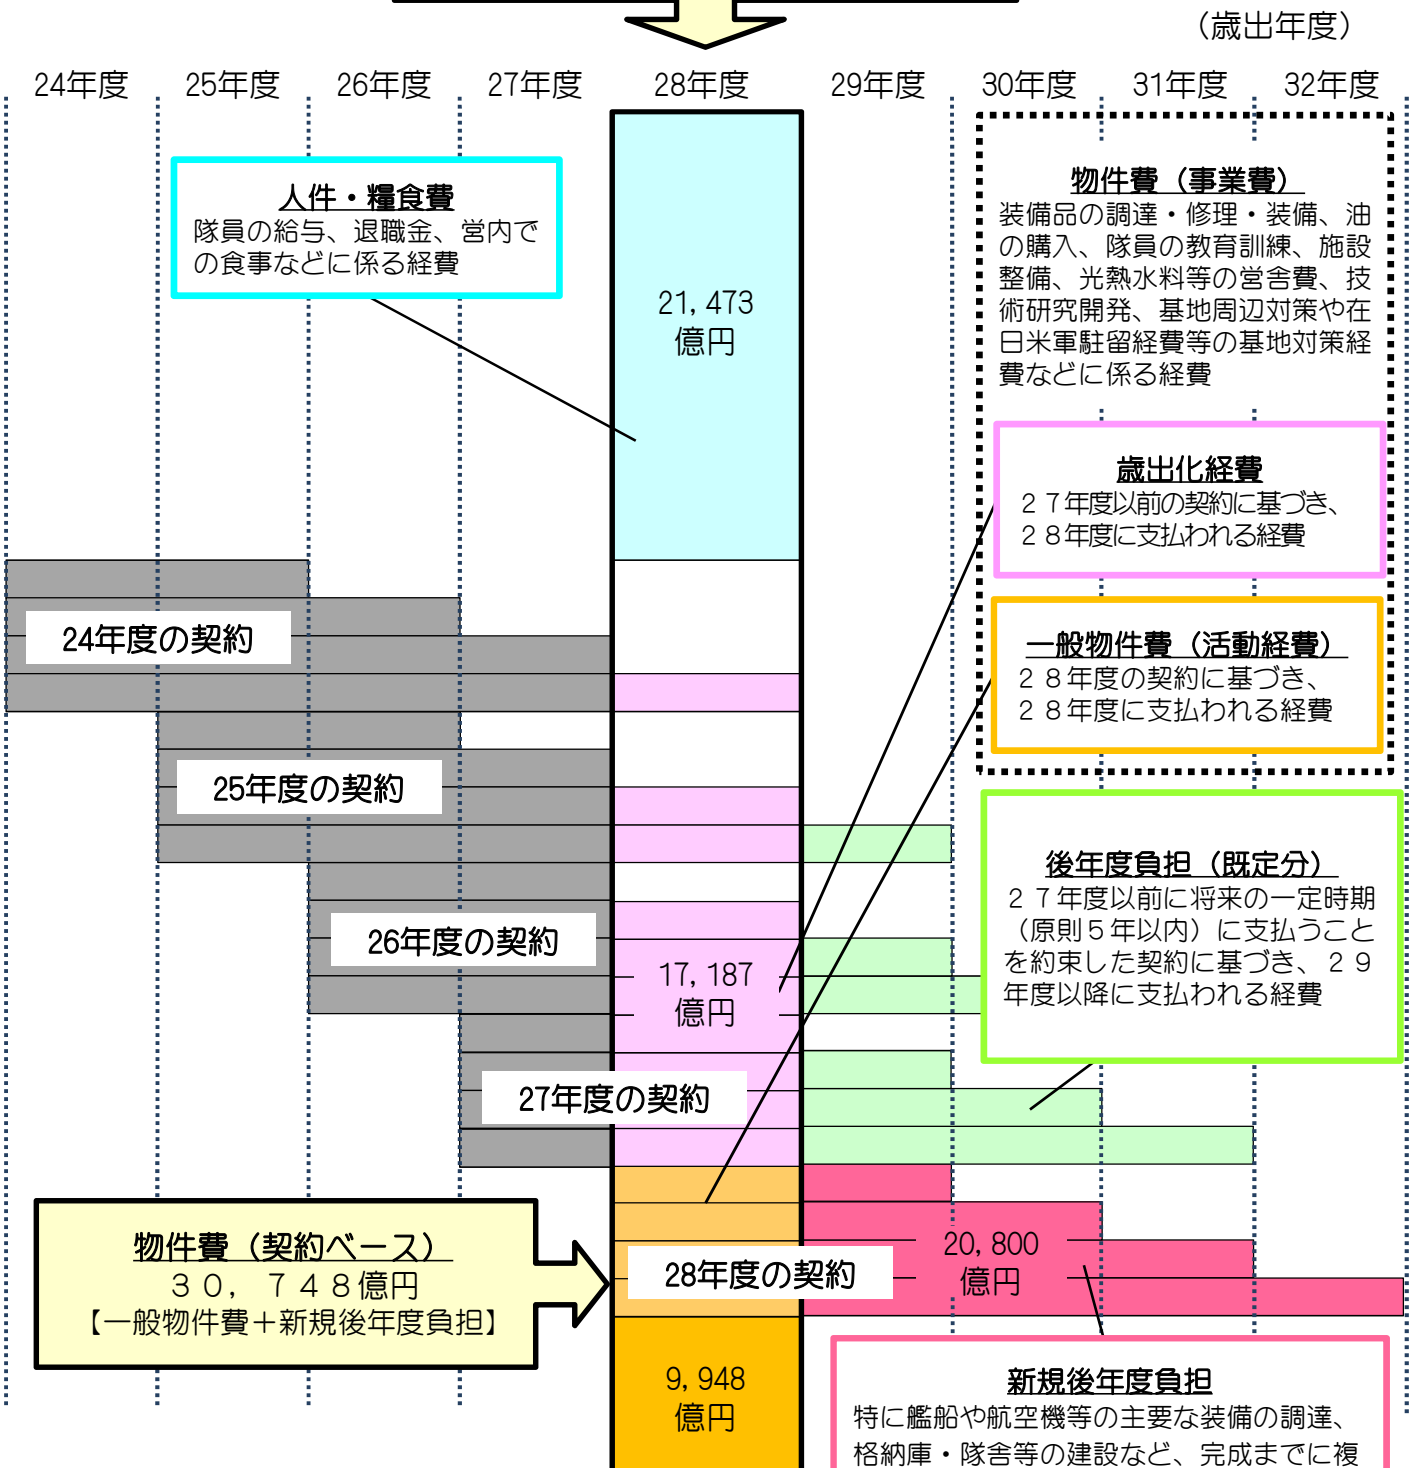 （歳出年度）
24年度 25年度 26年度 27年度 28年度 29年度 30年度 31年度 32年度
人件・糧食費
隊員の給与、退職金、営内で
の食事などに係る経費
21,473
億円
物件費（事業費）
装備品の調達・修理・装備、油
の購入、隊員の教育訓練、施設
整備、光熱水料等の営舎費、技
術研究開発、基地周辺対策や在
日米軍駐留経費等の基地対策経
費などに係る経費
歳出化経費
２７年度以前の契約に基づき、
２８年度に支払われる経費
一般物件費（活動経費）
２８年度の契約に基づき、
２８年度に支払われる経費
24年度の契約
25年度の契約
26年度の契約
17,187
億円
後年度負担（既定分）
２７年度以前に将来の一定時期
（原則５年以内）に支払うこと
を約束した契約に基づき、２９
年度以降に支払われる経費
27年度の契約
物件費（契約ベース）
３０，７４８億円
【一般物件費＋新規後年度負担】
28年度の契約
20,800
億円
9,948
億円
新規後年度負担
特に艦船や航空機等の主要な装備の調達、
格納庫・隊舎等の建設など、完成までに複